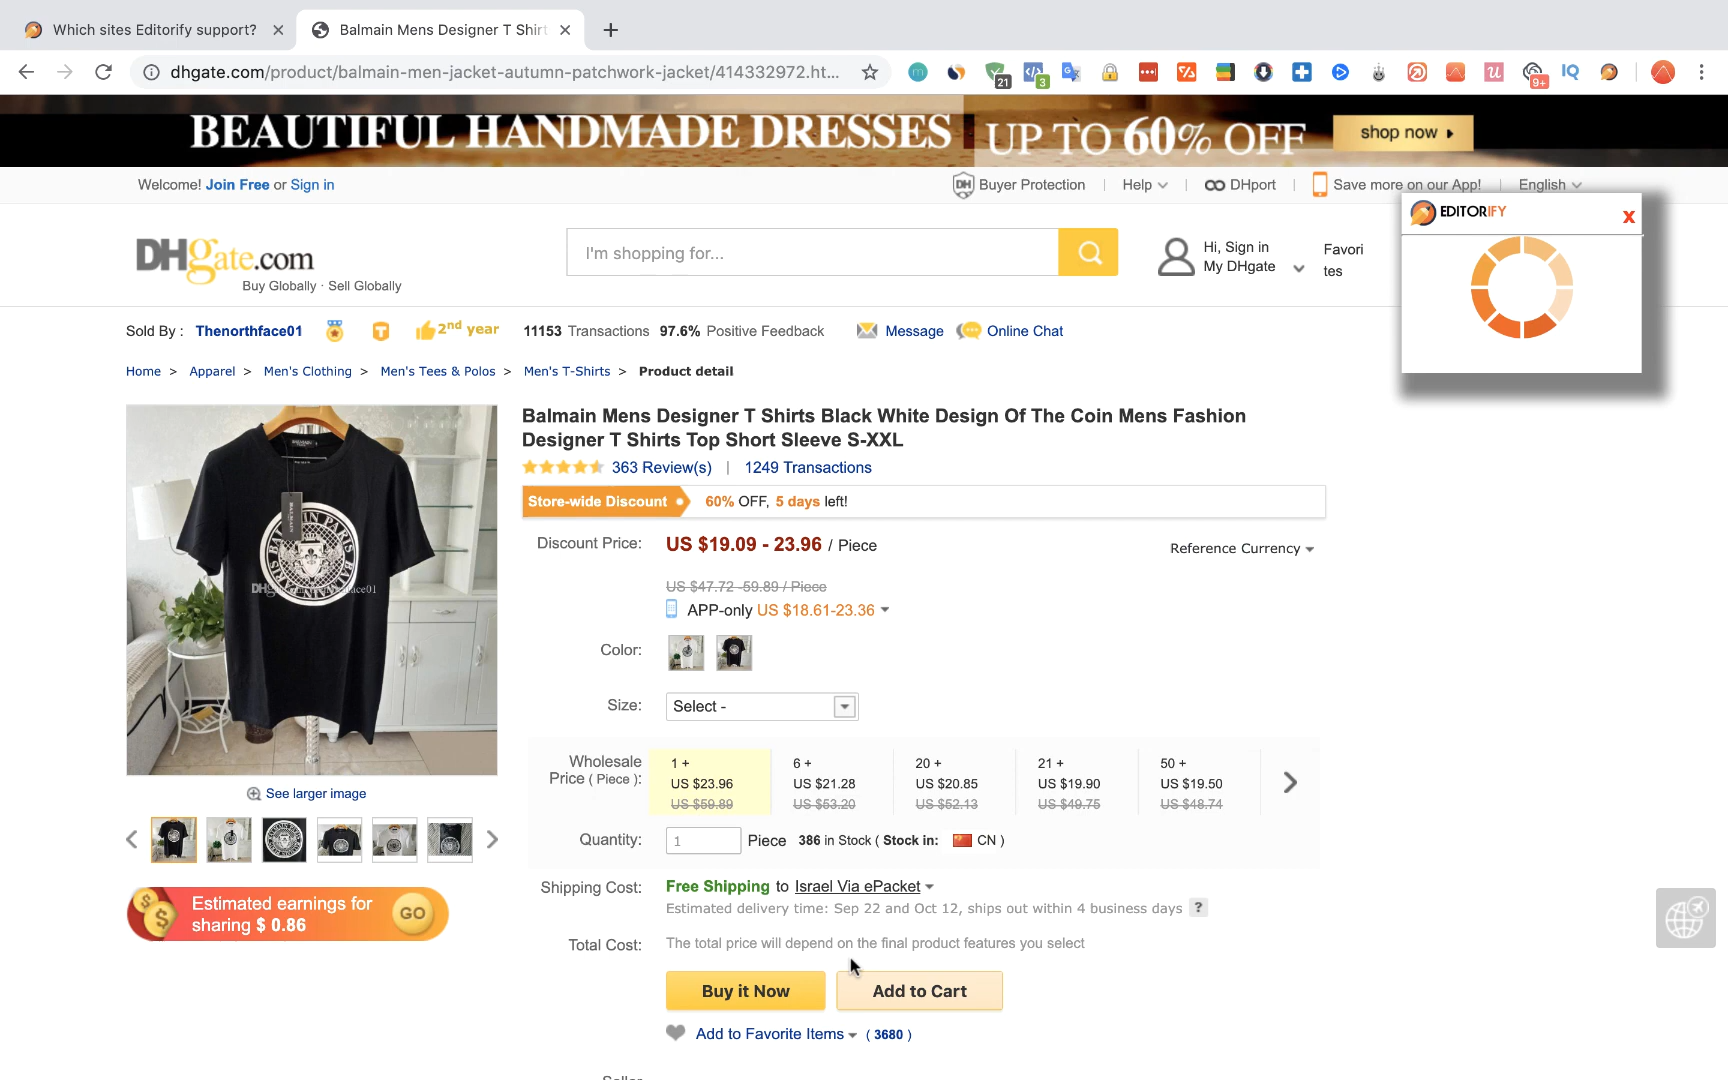 Which sites Editorify support?
Balmain Mens Designer T Shirt
dhgate.com/product/balmain-men-jacket-autumn-patchwork-jacket/414332972.ht...
21
3
9+
IQ
BEAUTIFUL HANDMADE DRESSES UP TO 60% OFF shop now
Welcome! Join Free or Sign in
DH Buyer Protection
Help
DHport
Save more on our App!
English
EDITORIFY
X
DHgate.com
Buy Globally · Sell Globally
I'm shopping for...
Hi, Sign in
My DHgate
Favori
tes
Sold By : Thenorthface01 T 2nd year 11153 Transactions 97.6% Positive Feedback Message Online Chat
Home > Apparel > Men's Clothing > Men's Tees & Polos > Men's T-Shirts > Product detail
Balmain Mens Designer T Shirts Black White Design Of The Coin Mens Fashion
Designer T Shirts Top Short Sleeve S-XXL
363 Review(s) | 1249 Transactions
Store-wide Discount 60% OFF, 5 days left!
Discount Price: US $19.09 - 23.96 / Piece
Reference Currency
US $47.72 -59.89 / Piece
APP-only US $18.61-23.36
Color:
Size: Select -
Wholesale
Price ( Piece ):
1 +
US $23.96
US $59.89
6 +
US $21.28
US $53.20
20 +
US $20.85
US $52.13
21 +
US $19.90
US $49.75
50 +
US $19.50
US $48.74
Quantity: 1 Piece 386 in Stock ( Stock in: CN )
Shipping Cost: Free Shipping to Israel Via ePacket
Estimated delivery time: Sep 22 and Oct 12, ships out within 4 business days ?
Total Cost: The total price will depend on the final product features you select
Buy it Now
Add to Cart
Add to Favorite Items ( 3680 )
BALMAIN PARIS
See larger image
Estimated earnings for
sharing $ 0.86
GO